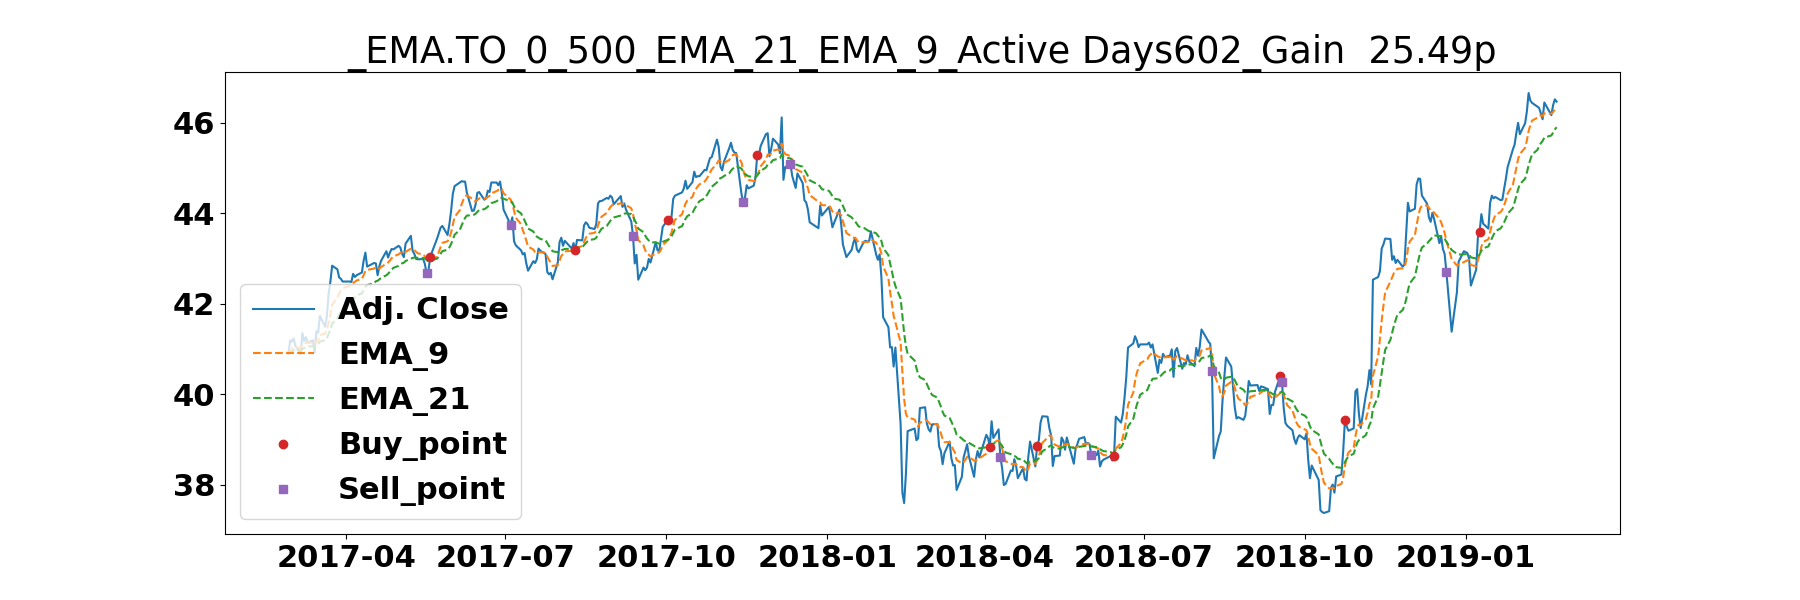 _EMA.TO_0_500_EMA_21_EMA_9_Active Days602_Gain  25.49p
46
44
42
40
38
Adj. Close
EMA_9
EMA_21
Buy_point
Sell_point
2017-04 2017-07 2017-10 2018-01 2018-04 2018-07 2018-10 2019-01